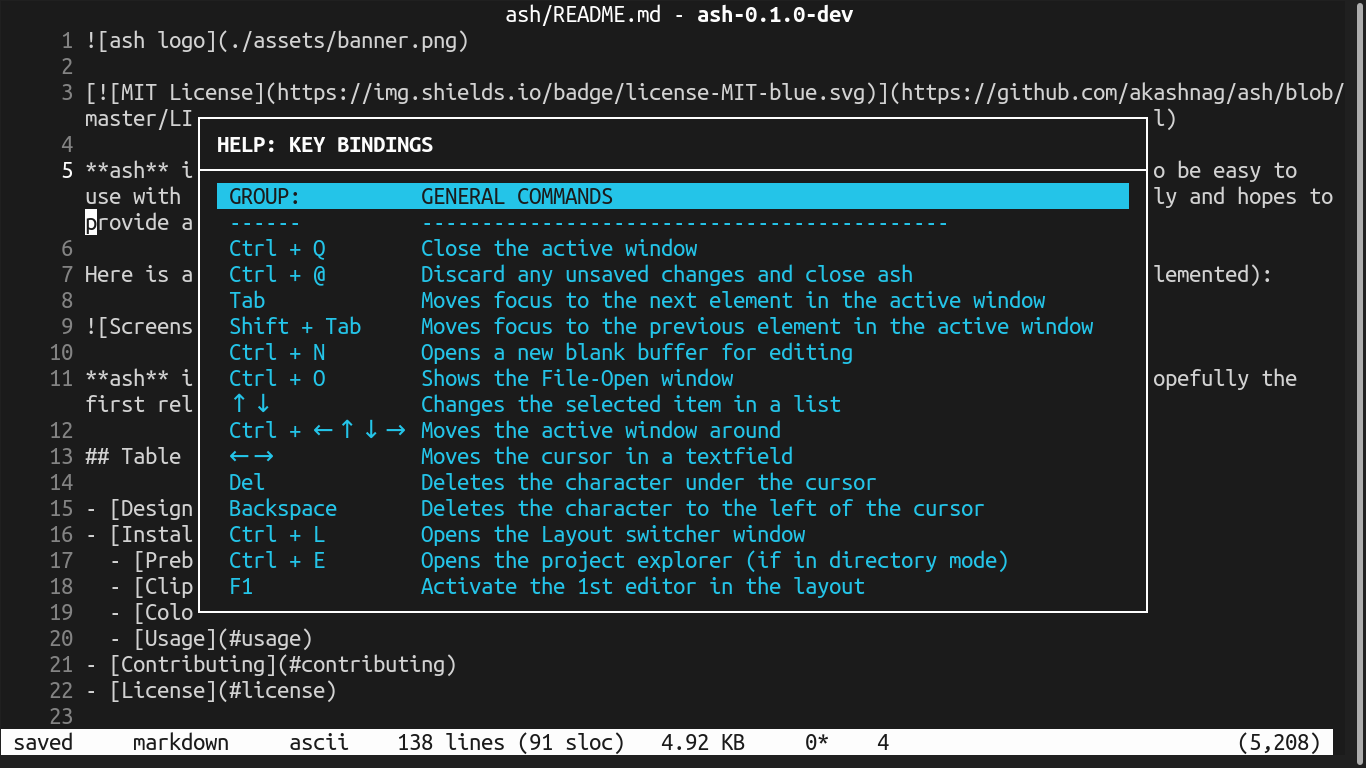 ash/README.md - ash-0.1.0-dev
1 ![ash logo](./assets/banner.png)
2
3 [![MIT License](https://img.shields.io/badge/license-MIT-blue.svg)](https://github.com/akashnag/ash/blob/
master/LI l)
4
HELP: KEY BINDINGS
5 **ash** i o be easy to
use with ly and hopes to
provide a
6
7 Here is a lemented):
8
9 ![Screens
10
11 **ash** i opefully the
first rel
12
13 ## Table
14
15 - [Design
16 - [Instal
17 - [Preb
18 - [Clip
19 - [Colo
GROUP: GENERAL COMMANDS
------ --------------------------------------------
Ctrl + Q Close the active window
Ctrl + @ Discard any unsaved changes and close ash
Tab Moves focus to the next element in the active window
Shift + Tab Moves focus to the previous element in the active window
Ctrl + N Opens a new blank buffer for editing
Ctrl + O Shows the File-Open window
↑↓ Changes the selected item in a list
Ctrl + ←↑↓→ Moves the active window around
←→ Moves the cursor in a textfield
Del Deletes the character under the cursor
Backspace Deletes the character to the left of the cursor
Ctrl + L Opens the Layout switcher window
Ctrl + E Opens the project explorer (if in directory mode)
F1 Activate the 1st editor in the layout
20 - [Usage](#usage)
21 - [Contributing](#contributing)
22 - [License](#license)
23
saved markdown ascii 138 lines (91 sloc) 4.92 KB 0* 4 (5,208)